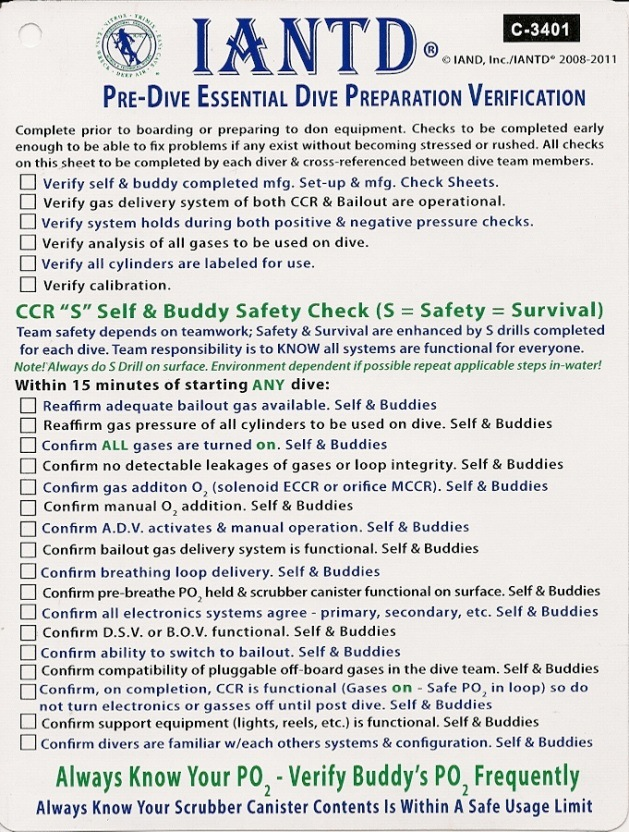 IANTD®
C-3401
© IAND, Inc./IANTD® 2008-2011
PRE-DIVE ESSENTIAL DIVE PREPARATION VERIFICATION
Complete prior to boarding or preparing to don equipment. Checks to be completed early
enough to be able to fix problems if any exist without becoming stressed or rushed. All checks
on this sheet to be completed by each diver & cross-referenced between dive team members.
Verify self & buddy completed mfg. Set-up & mfg. Check Sheets.
Verify gas delivery system of both CCR & Bailout are operational.
Verify system holds during both positive & negative pressure checks.
Verify analysis of all gases to be used on dive.
Verify all cylinders are labeled for use.
Verify calibration.
CCR “S” Self & Buddy Safety Check (S = Safety = Survival)
Team safety depends on teamwork; Safety & Survival are enhanced by S drills completed
for each dive. Team responsibility is to KNOW all systems are functional for everyone.
Note! Always do S Drill on surface. Environment dependent if possible repeat applicable steps in-water!
Within 15 minutes of starting ANY dive:
Reaffirm adequate bailout gas available. Self & Buddies
Reaffirm gas pressure of all cylinders to be used on dive. Self & Buddies
Confirm ALL gases are turned on. Self & Buddies
Confirm no detectable leakages of gases or loop integrity. Self & Buddies
Confirm gas additon O2 (solenoid ECCR or orifice MCCR). Self & Buddies
Confirm manual O2 addition. Self & Buddies
Confirm A.D.V. activates & manual operation. Self & Buddies
Confirm bailout gas delivery system is functional. Self & Buddies
Confirm breathing loop delivery. Self & Buddies
Confirm pre-breathe PO2 held & scrubber canister functional on surface. Self & Buddies
Confirm all electronics systems agree - primary, secondary, etc. Self & Buddies
Confirm D.S.V. or B.O.V. functional. Self & Buddies
Confirm ability to switch to bailout. Self & Buddies
Confirm compatibility of pluggable off-board gases in the dive team. Self & Buddies
Confirm, on completion, CCR is functional (Gases on - Safe PO2 in loop) so do
not turn electronics or gasses off until post dive. Self & Buddies
Confirm support equipment (lights, reels, etc.) is functional. Self & Buddies
Confirm divers are familiar w/each others systems & configuration. Self & Buddies
Always Know Your PO2 - Verify Buddy's PO2 Frequently
Always Know Your Scrubber Canister Contents Is Within A Safe Usage Limit